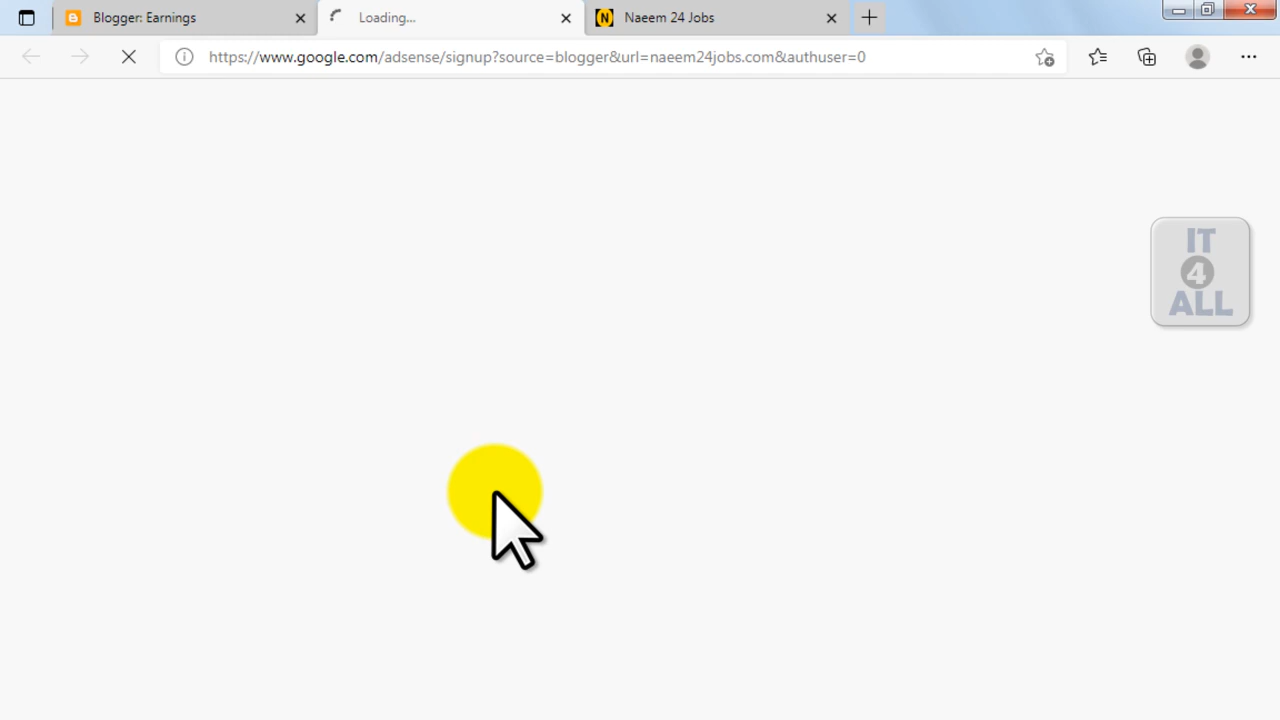 Blogger: Earnings
Loading...
Naeem 24 Jobs
https://www.google.com/adsense/signup?source=blogger&url=naeem24jobs.com&authuser=0
IT
4
ALL